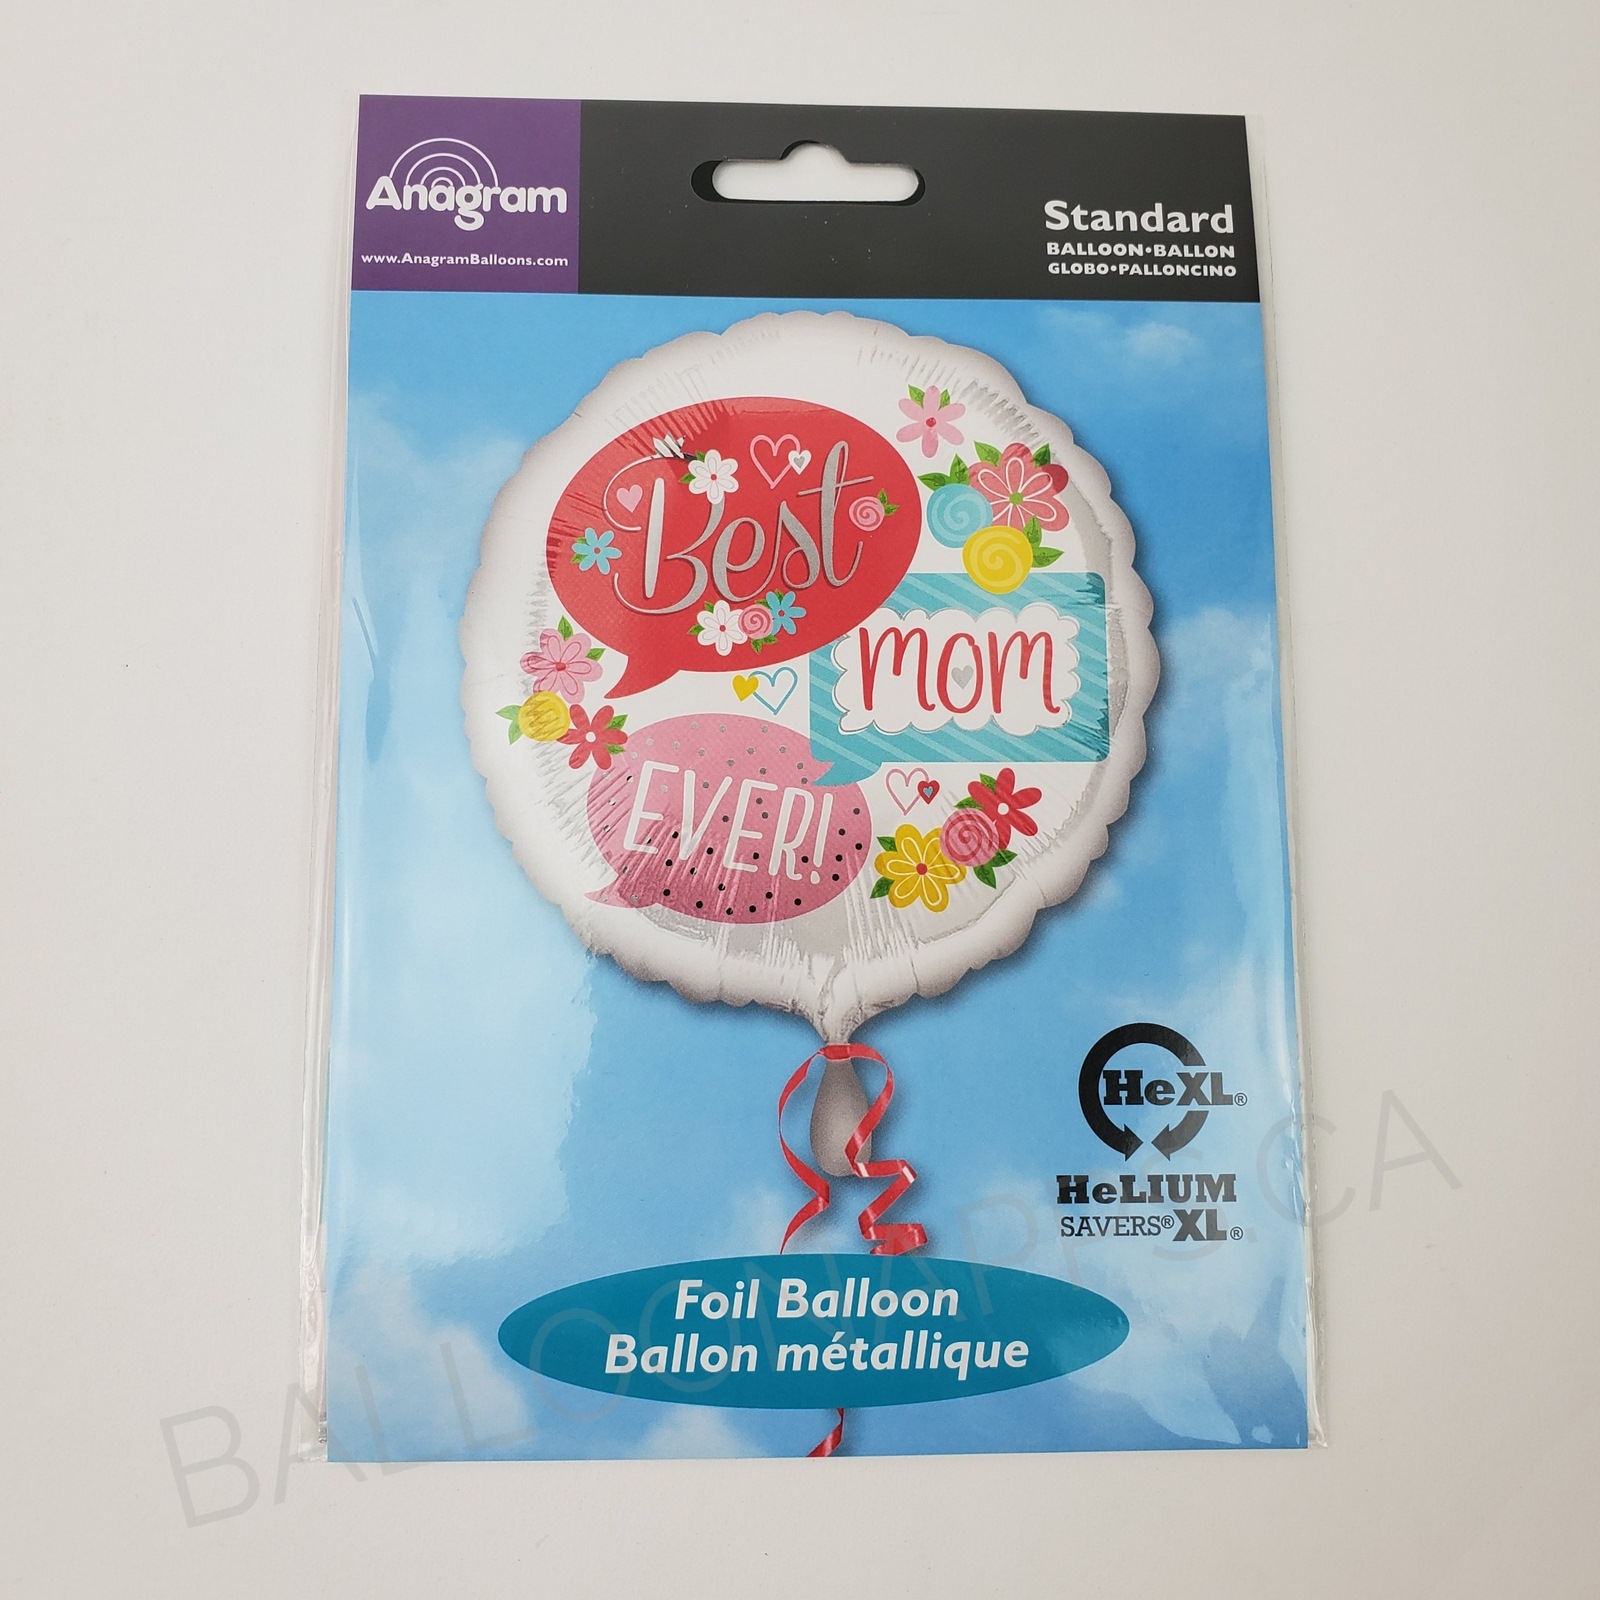 Anagram
www.AnagramBalloons.com
Standard
BALLOON•BALLON
GLOBO•PALLONCINO
Best
mom
EVER!
HeXL®
HeLIUM
SAVERS®XL®
Foil Balloon
Ballon métallique
BALLOONAPPS.CA